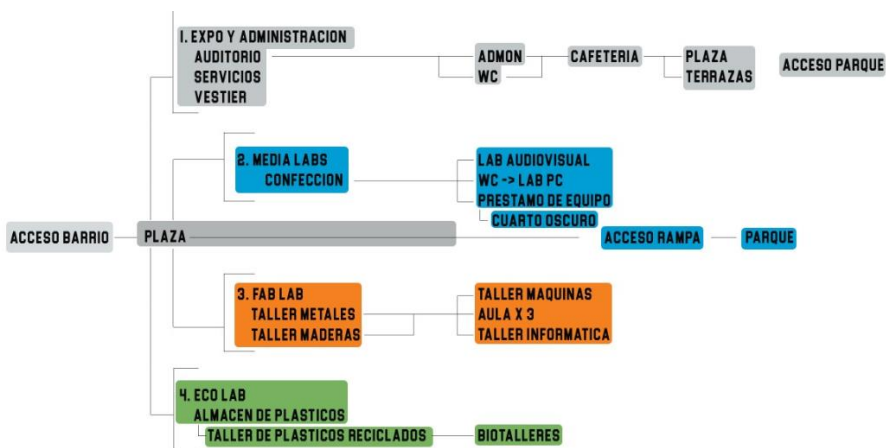 1. EXPO Y ADMINISTRACION
AUDITORIO
SERVICIOS
VESTIER
ADMON
WC
CAFETERIA
PLAZA
TERRAZAS
ACCESO PARQUE
2. MEDIA LABS
CONFECCION
LAB AUDIOVISUAL
WC -> LAB PC
PRESTAMO DE EQUIPO
CUARTO OSCURO
ACCESO BARRIO
PLAZA
ACCESO RAMPA
PARQUE
3. FAB LAB
TALLER METALES
TALLER MADERAS
TALLER MAQUINAS
AULA X 3
TALLER INFORMATICA
4. ECO LAB
ALMACEN DE PLASTICOS
TALLER DE PLASTICOS RECICLADOS
BIOTALLERES